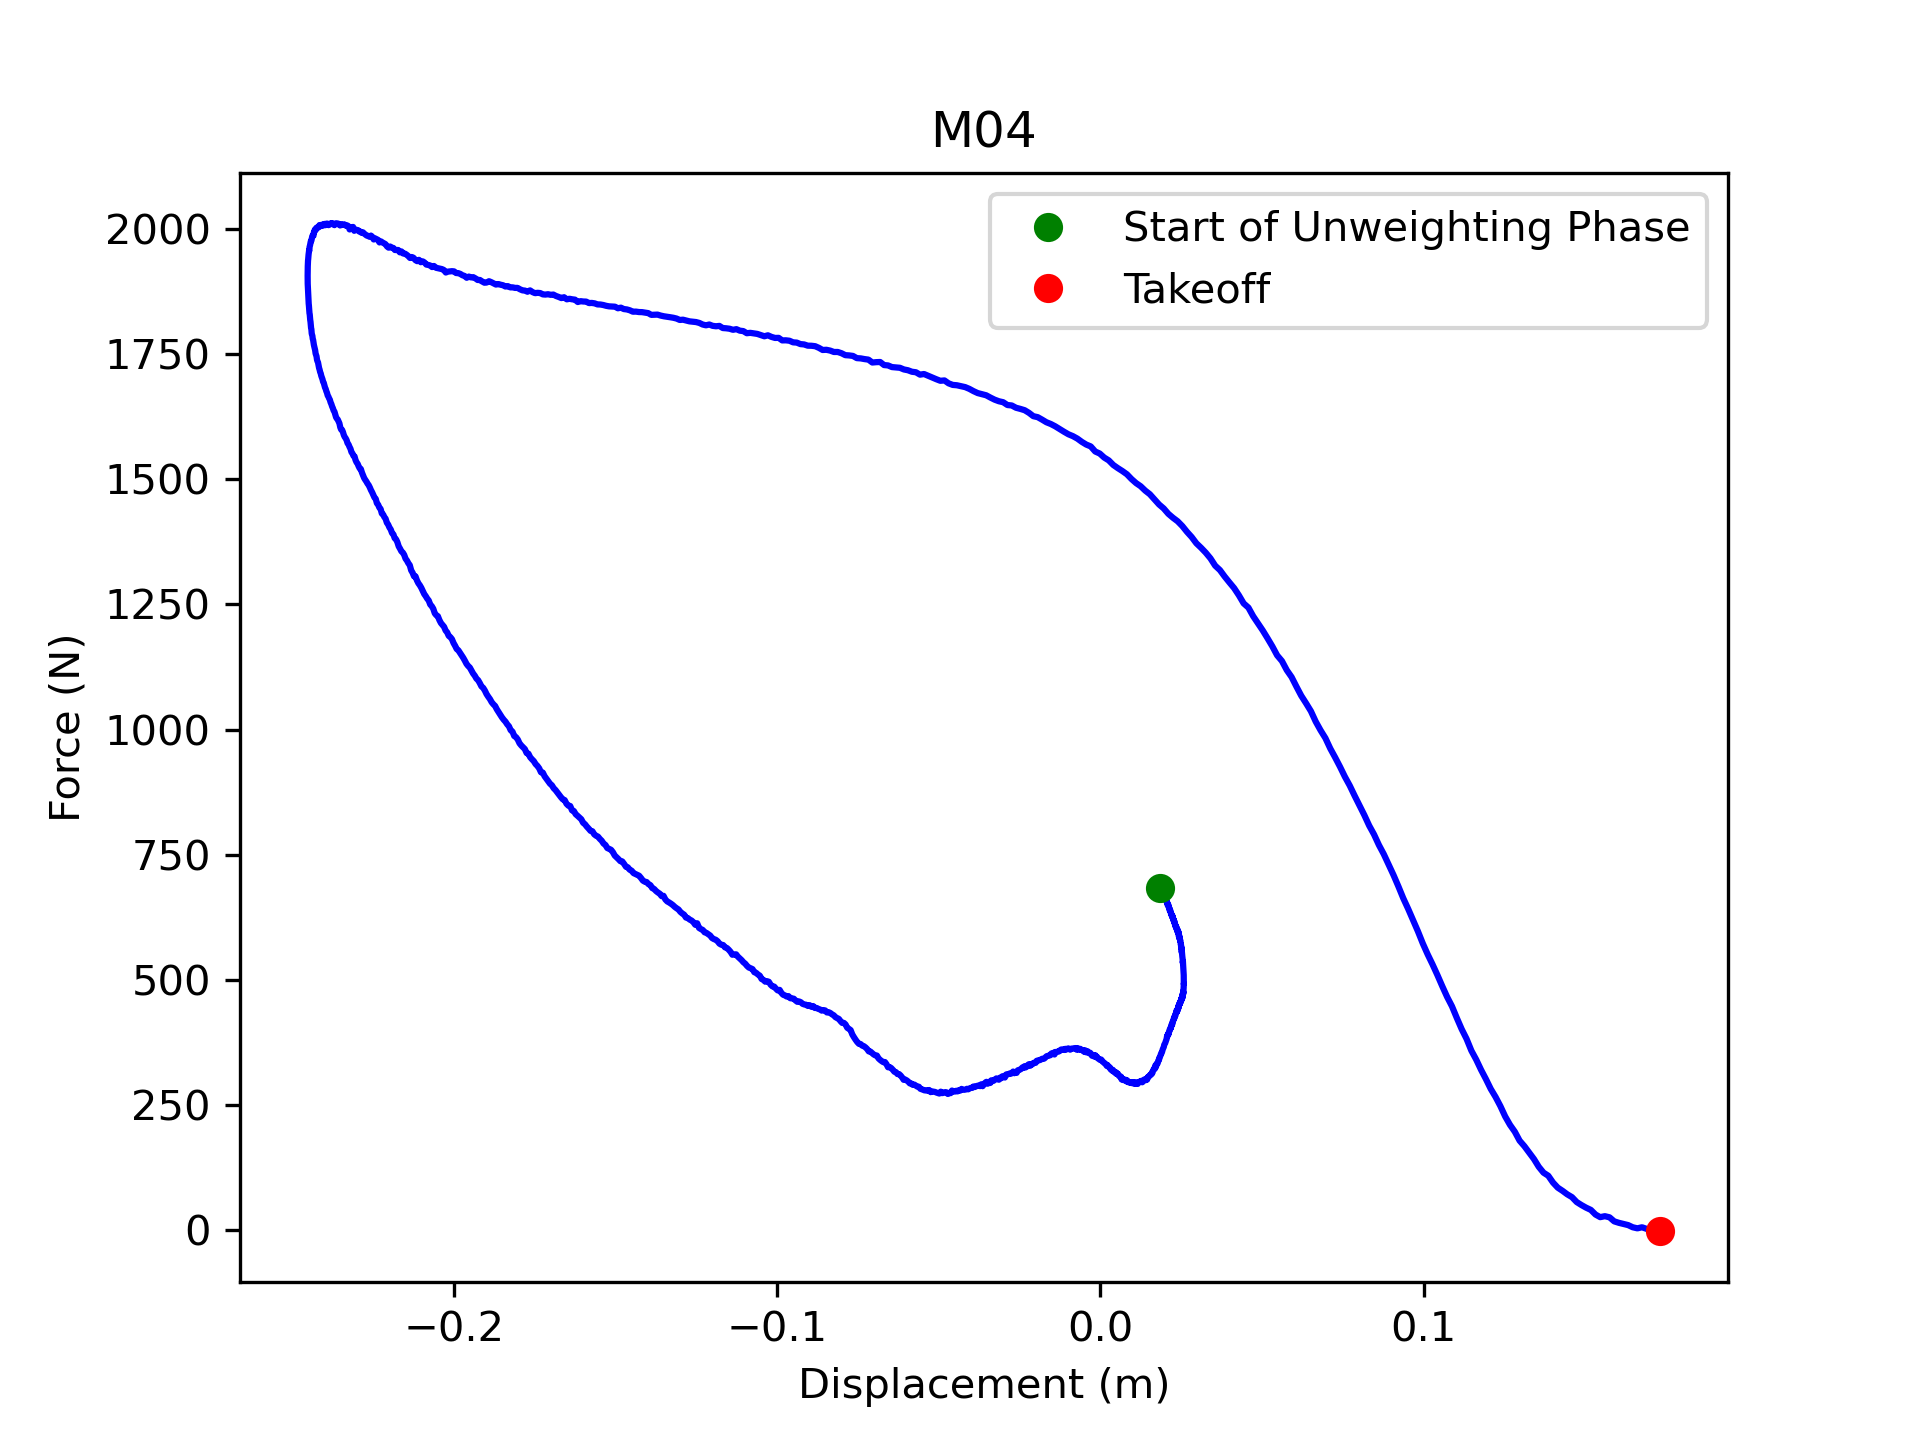 M04
Start of Unweighting Phase
Takeoff
2000
1750
1500
1250
1000
750
500
250
0
Force (N)
−0.2 −0.1 0.0 0.1
Displacement (m)